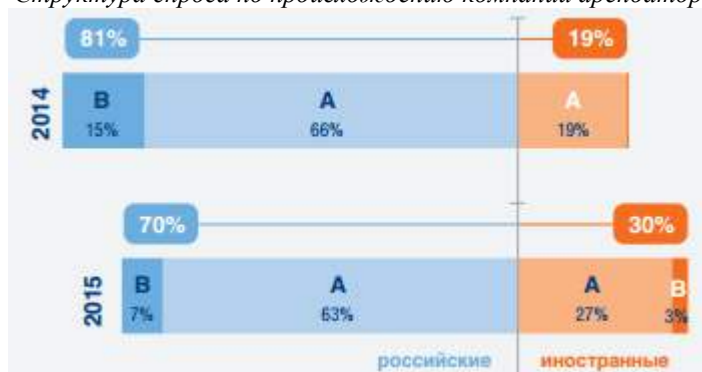 Структура спроса по происхождению компаний арендатор
81% 19%
2014
B A A
15% 66% 19%
70% 30%
2015
B A A B
7% 63% 27% 3%
российские иностранные